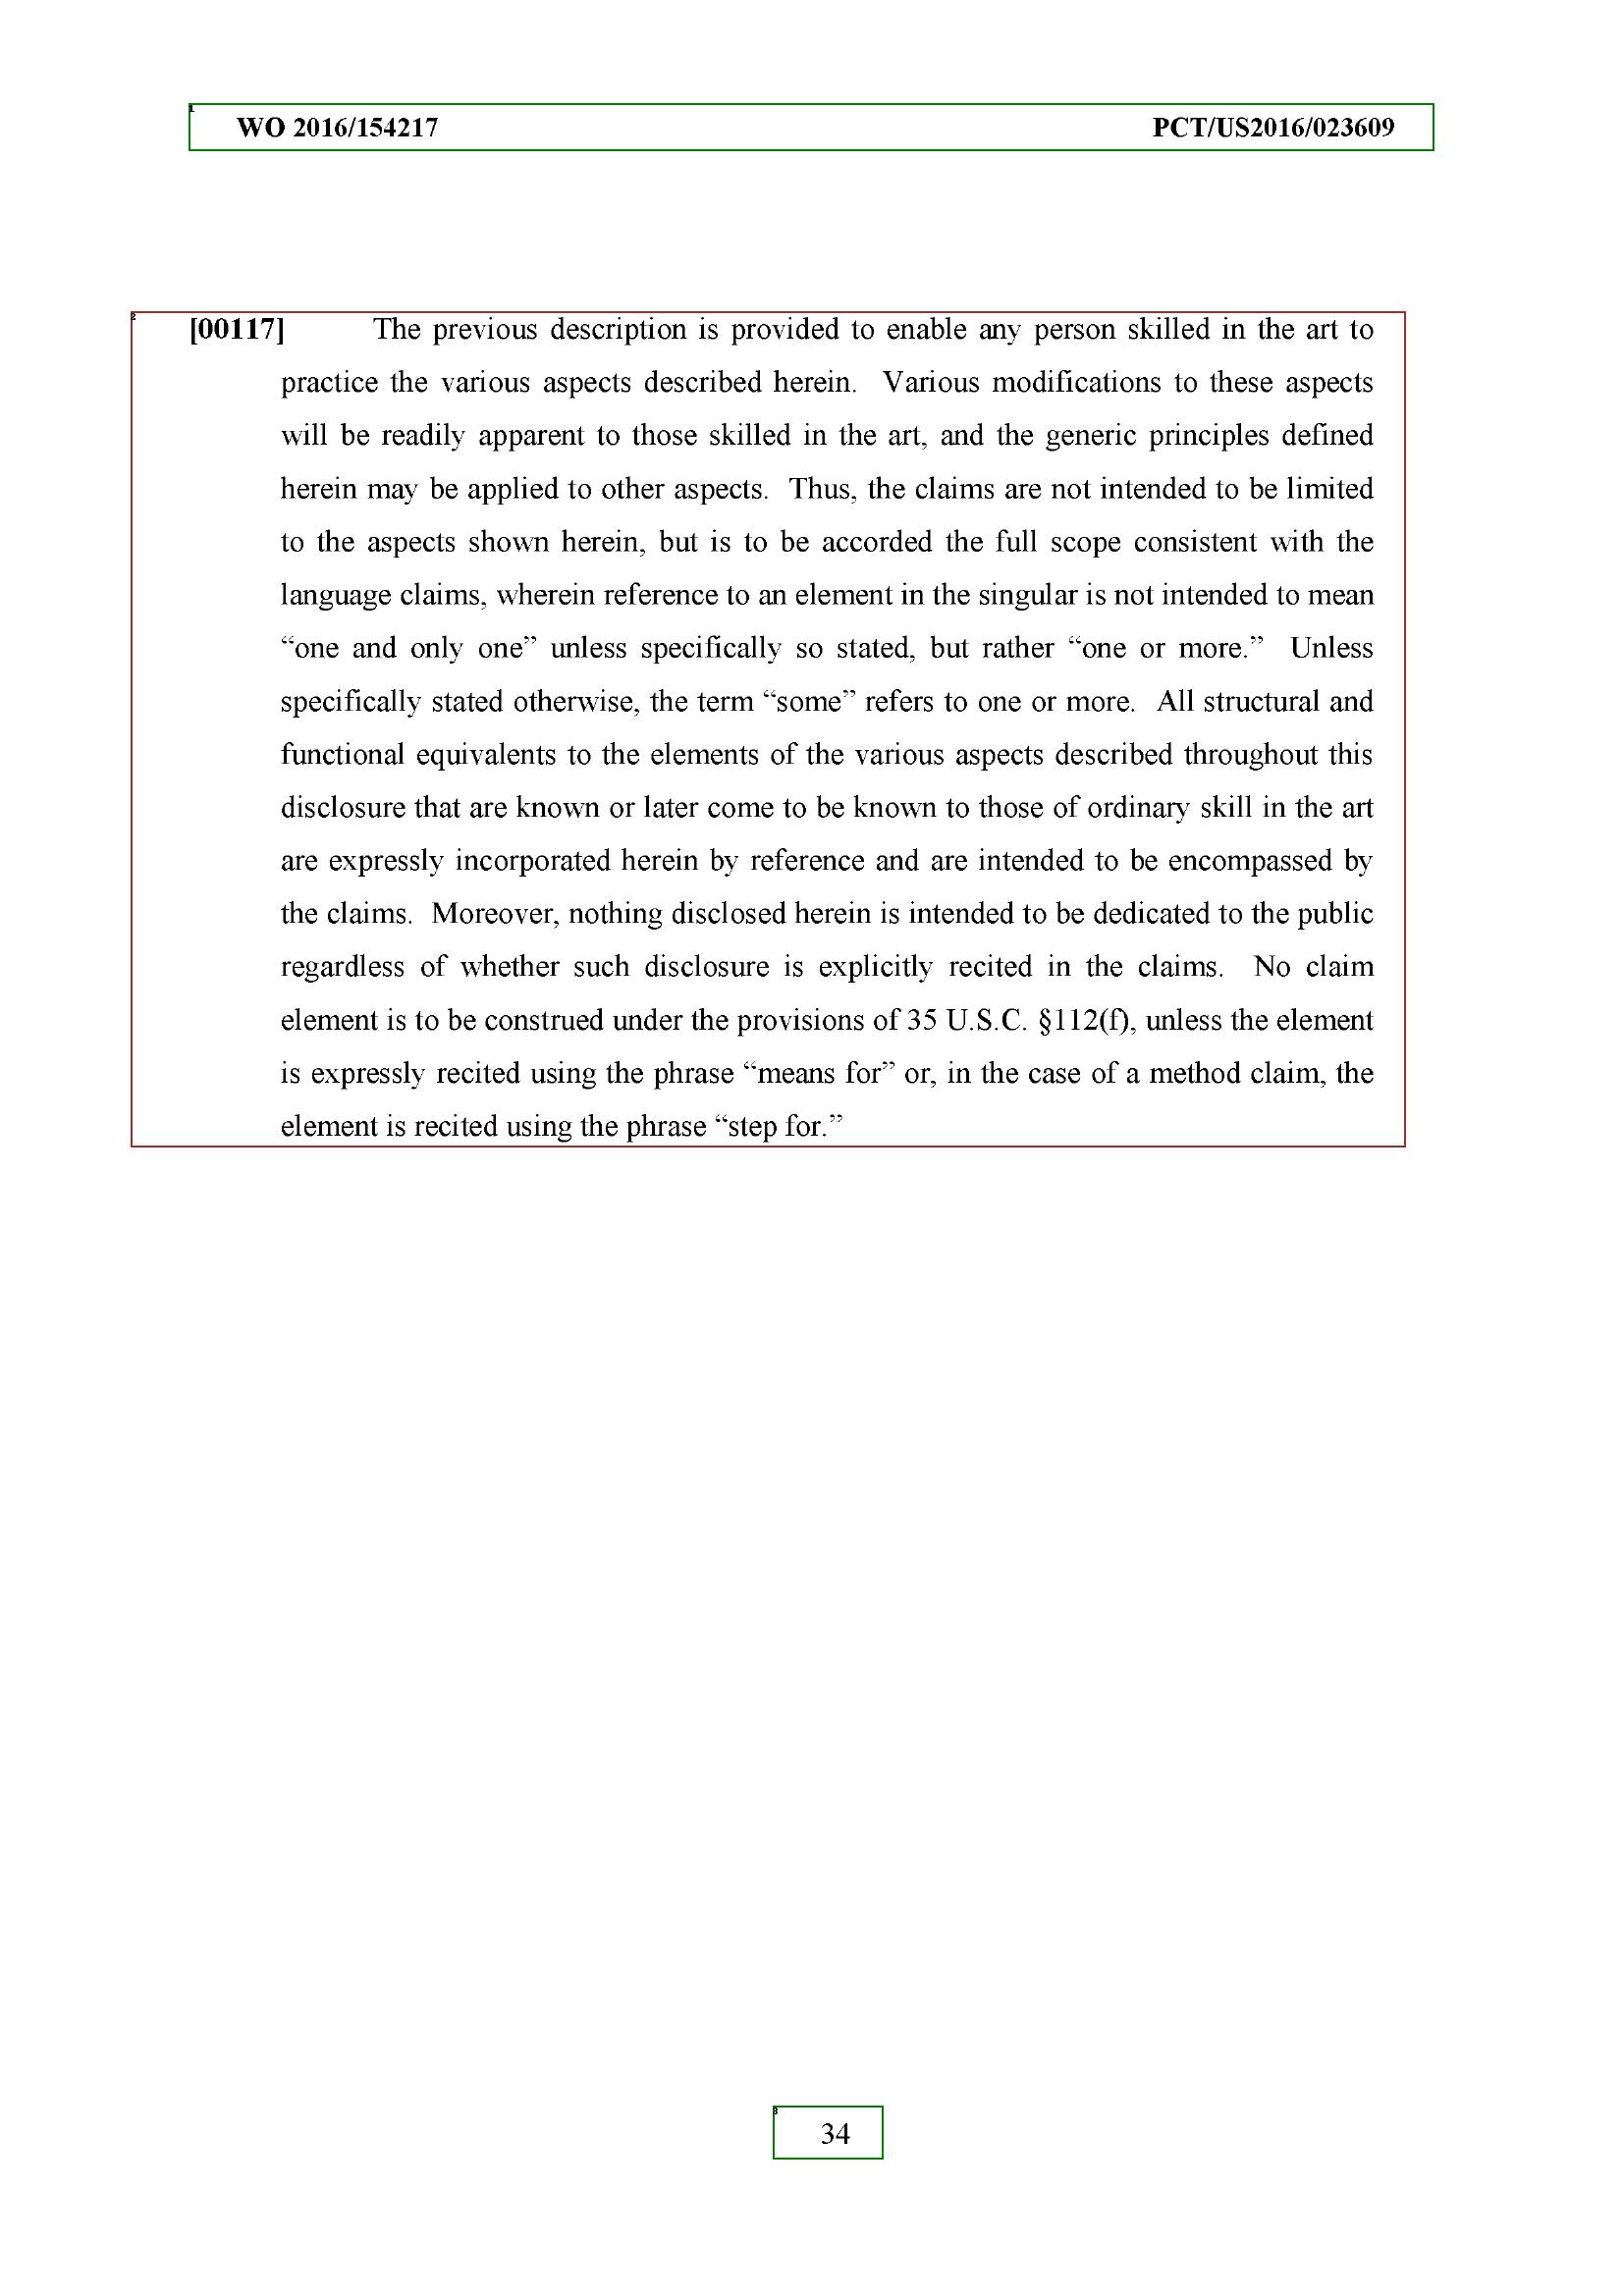 WO 2016/154217 PCT/US2016/023609
[00117] The previous description is provided to enable any person skilled in the art to
practice the various aspects described herein. Various modifications to these aspects
will be readily apparent to those skilled in the art, and the generic principles defined
herein may be applied to other aspects. Thus, the claims are not intended to be limited
to the aspects shown herein, but is to be accorded the full scope consistent with the
language claims, wherein reference to an element in the singular is not intended to mean
“one and only one” unless specifically so stated, but rather “one or more.” Unless
specifically stated otherwise, the term “some” refers to one or more. All structural and
functional equivalents to the elements of the various aspects described throughout this
disclosure that are known or later come to be known to those of ordinary skill in the art
are expressly incorporated herein by reference and are intended to be encompassed by
the claims. Moreover, nothing disclosed herein is intended to be dedicated to the public
regardless of whether such disclosure is explicitly recited in the claims. No claim
element is to be construed under the provisions of 35 U.S.C. §112(f), unless the element
is expressly recited using the phrase “means for” or, in the case of a method claim, the
element is recited using the phrase “step for.”
34